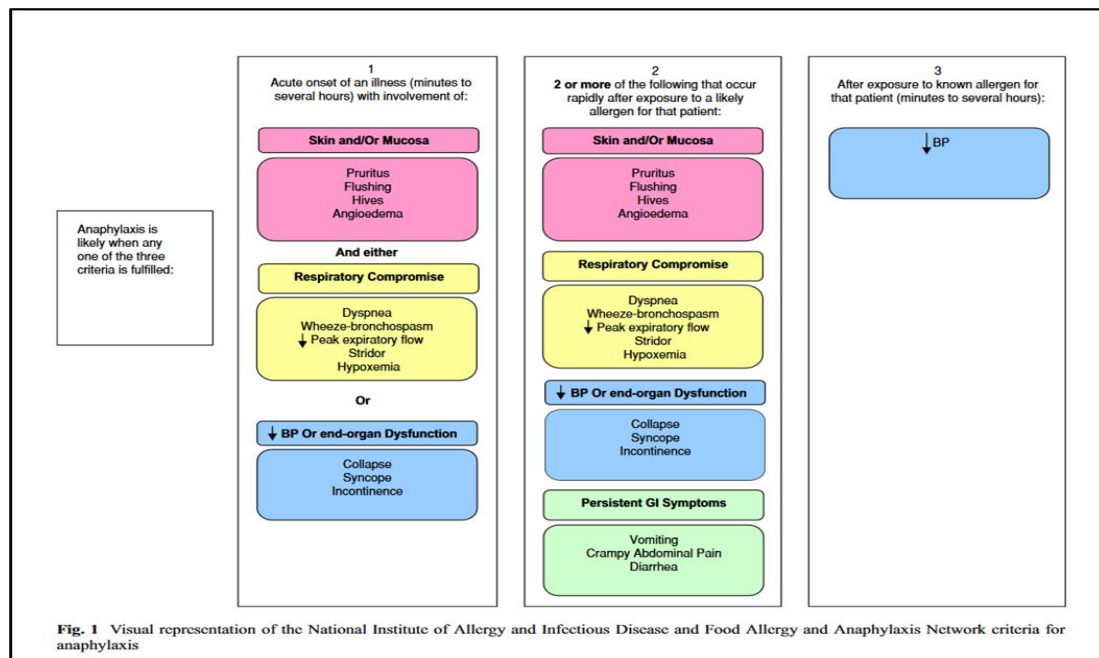 Anaphylaxis is
likely when any
one of the three
criteria is fulfilled:
1
Acute onset of an illness (minutes to
several hours) with involvement of:
Skin and/Or Mucosa
Pruritus
Flushing
Hives
Angioedema
And either
Respiratory Compromise
Dyspnea
Wheeze-bronchospasm
↓ Peak expiratory flow
Stridor
Hypoxemia
Or
↓ BP Or end-organ Dysfunction
Collapse
Syncope
Incontinence
2
2 or more of the following that occur
rapidly after exposure to a likely
allergen for that patient:
Skin and/Or Mucosa
Pruritus
Flushing
Hives
Angioedema
Respiratory Compromise
Dyspnea
Wheeze-bronchospasm
↓ Peak expiratory flow
Stridor
Hypoxemia
↓ BP Or end-organ Dysfunction
Collapse
Syncope
Incontinence
Persistent GI Symptoms
Vomiting
Crampy Abdominal Pain
Diarrhea
3
After exposure to known allergen for
that patient (minutes to several hours):
↓ BP
Fig. 1 Visual representation of the National Institute of Allergy and Infectious Disease and Food Allergy and Anaphylaxis Network criteria for
anaphylaxis